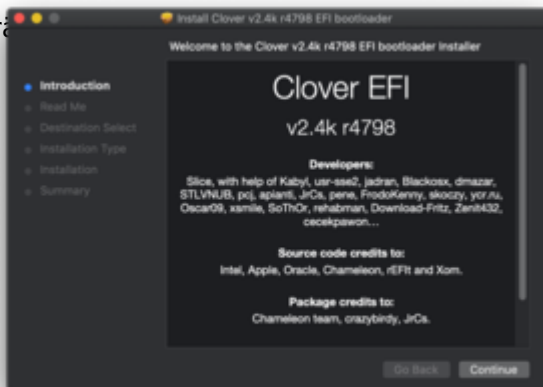 Install Clover v2.4k r4798 EFI bootloader
Welcome to the Clover v2.4k r4798 EFI bootloader Installer
Introduction
Read Me
Destination Select
Installation Type
Installation
Summary
Clover EFI
v2.4k r4798
Developers:
Slice, with help of Kabyl, usr-sse2, jadran, Blackosx, dmazar,
STLVNUB, pcj, apianti, JrCs, pene, FrodoKenny, skoczy, ycr.ru,
Oscar09, xsmile, SoThOr, rehabman, Download-Fritz, Zenit432,
cecekpawon...
Source code credits to:
Intel, Apple, Oracle, Chameleon, rEFIt and Xom.
Package credits to:
Chameleon team, crazybirdy, JrCs.
Go Back
Continue